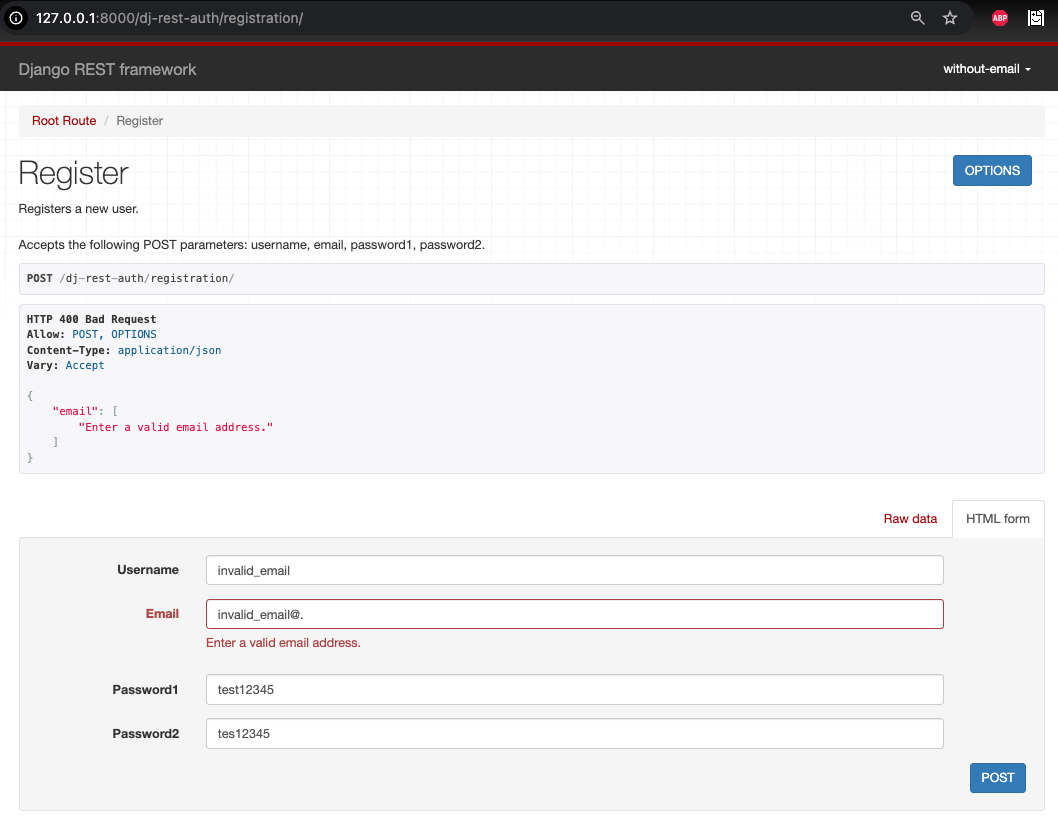 127.0.0.1:8000/dj-rest-auth/registration/
ABP
Django REST framework
without-email
Root Route / Register
Register
OPTIONS
Registers a new user.
Accepts the following POST parameters: username, email, password1, password2.
POST /dj-rest-auth/registration/
HTTP 400 Bad Request
Allow: POST, OPTIONS
Content-Type: application/json
Vary: Accept
{
"email": [
"Enter a valid email address."
]
}
Raw data
HTML form
Username
invalid_email
Email
invalid_email@.
Enter a valid email address.
Password1
test12345
Password2
tes12345
POST